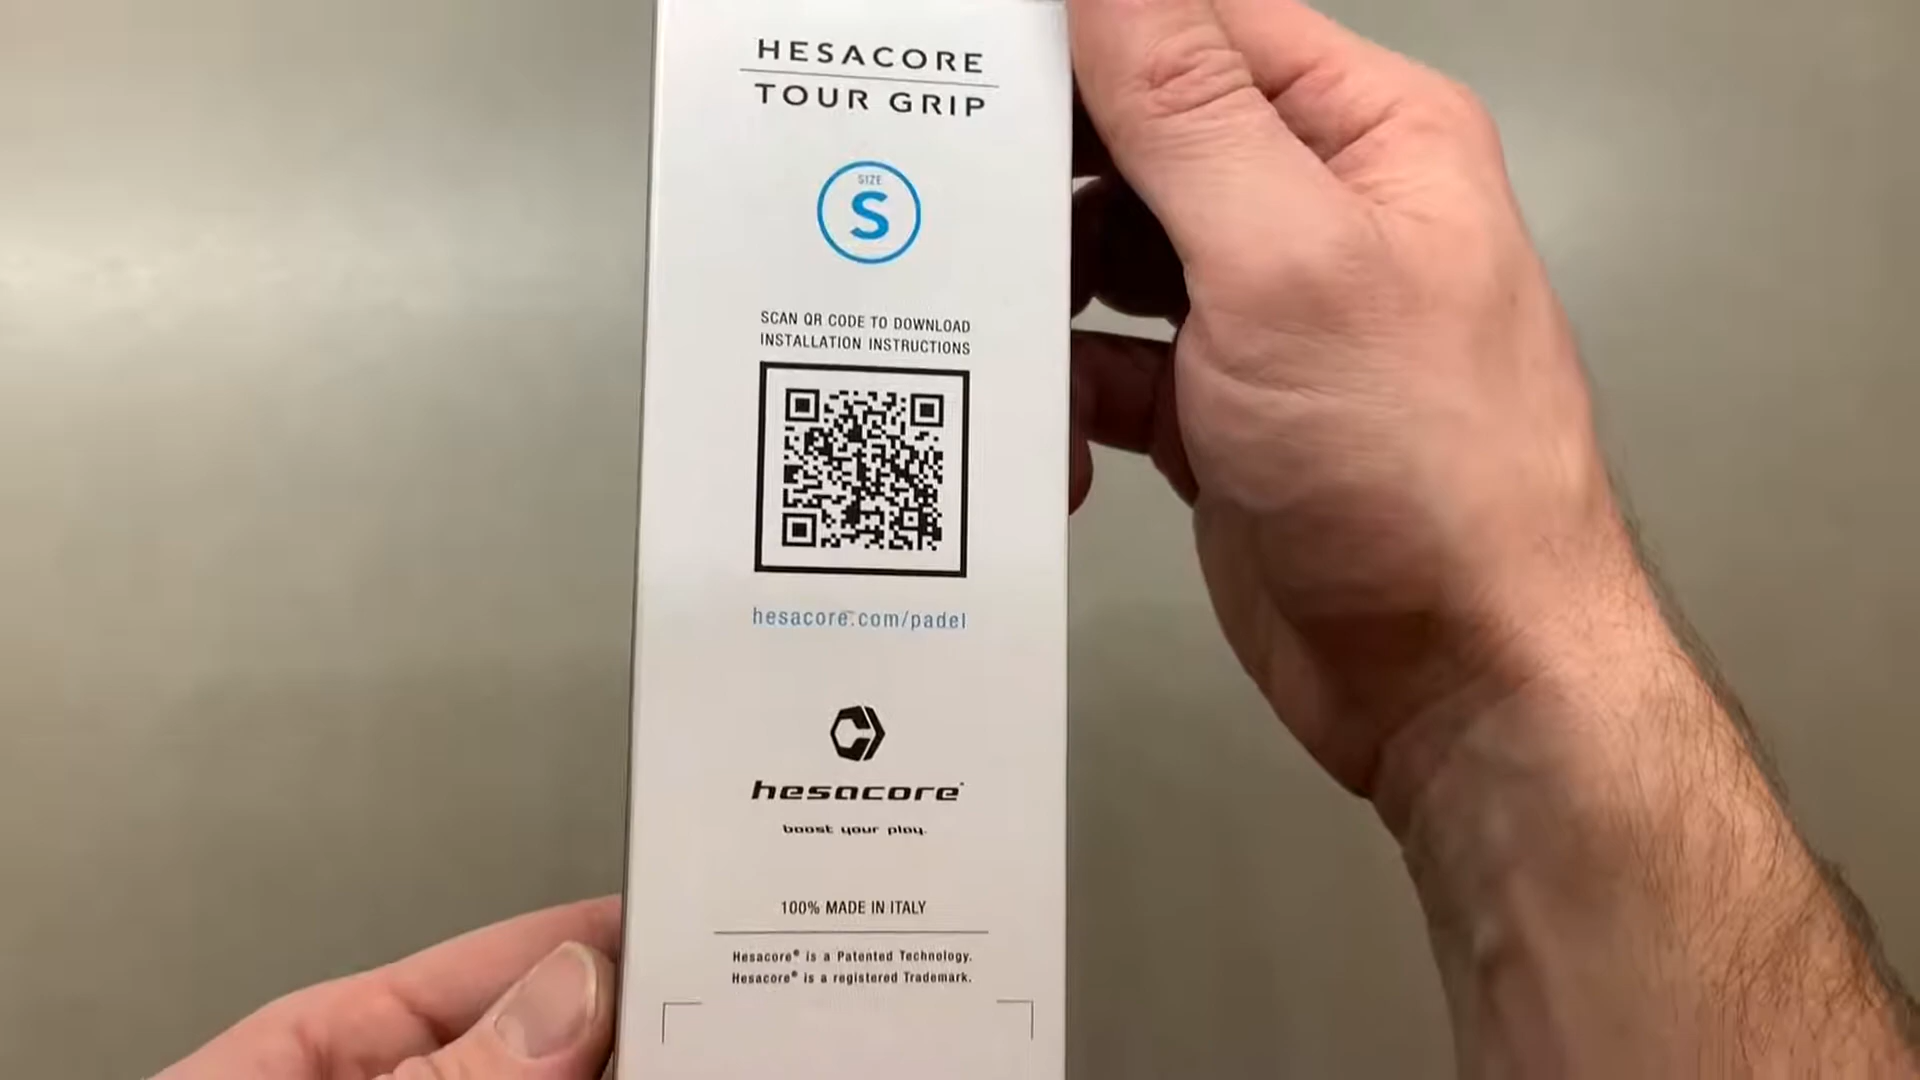 HESACORE
TOUR GRIP
SIZE
S
SCAN QR CODE TO DOWNLOAD
INSTALLATION INSTRUCTIONS
hesacore.com/padel
hesacore
boost your play.
100% MADE IN ITALY
Hesacore® is a Patented Technology.
Hesacore® is a registered Trademark.